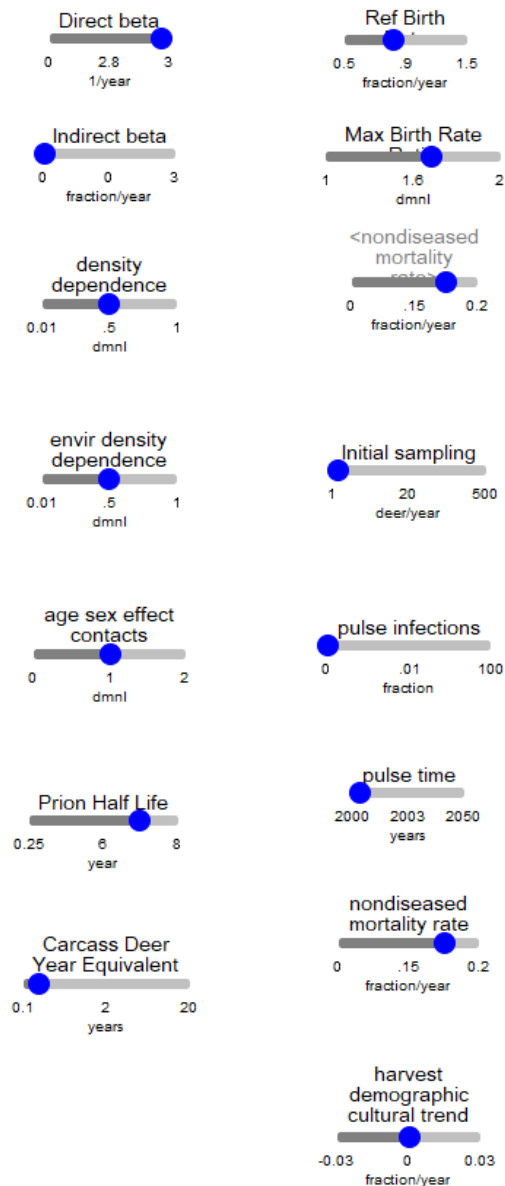 Direct beta
0 2.8 3
1/year
Indirect beta
0 0 3
fraction/year
density
dependence
0.01 .5 1
dmnl
envir density
dependence
0.01 .5 1
dmnl
age sex effect
contacts
0 1 2
dmnl
Prion Half Life
0.25 6 8
year
Carcass Deer
Year Equivalent
0.1 2 20
years
Ref Birth
0.5 .9 1.5
fraction/year
Max Birth Rate
1 1.6 2
dmnl
<nondiseased
mortality
rate>
0 .15 0.2
fraction/year
Initial sampling
1 20 500
deer/year
pulse infections
0 .01 100
fraction
pulse time
2000 2003 2050
years
nondiseased
mortality rate
0 .15 0.2
fraction/year
harvest
demographic
cultural trend
-0.03 0 0.03
fraction/year